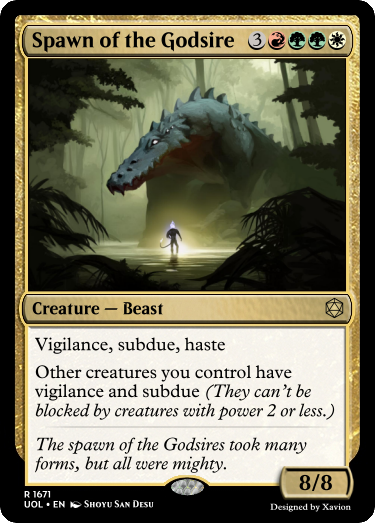 Spawn of the Godsire 3
Creature — Beast
Vigilance, subdue, haste
Other creatures you control have
vigilance and subdue (They can't be
blocked by creatures with power 2 or less.)
The spawn of the Godsires took many
forms, but all were mighty.
8/8
R 1671
UOL • EN Shoyu San Desu
Designed by Xavion